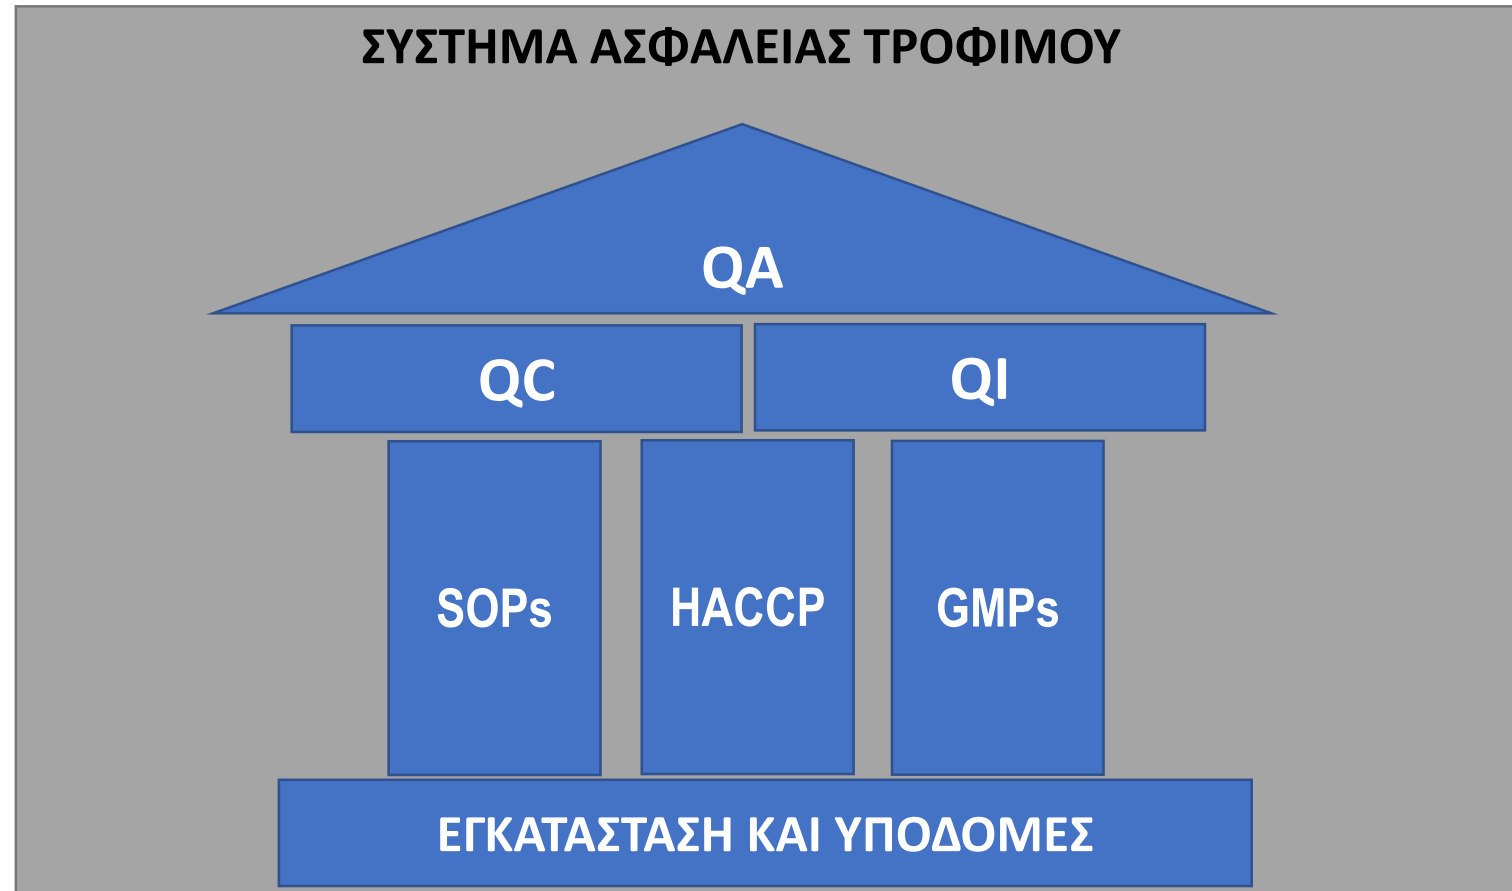 ΣΥΣΤΗΜΑ ΑΣΦΑΛΕΙΑΣ ΤΡΟΦΙΜΟΥ
QA
QC
QI
SOPs
HACCP
GMPs
ΕΓΚΑΤΑΣΤΑΣΗ ΚΑΙ ΥΠΟΔΟΜΕΣ